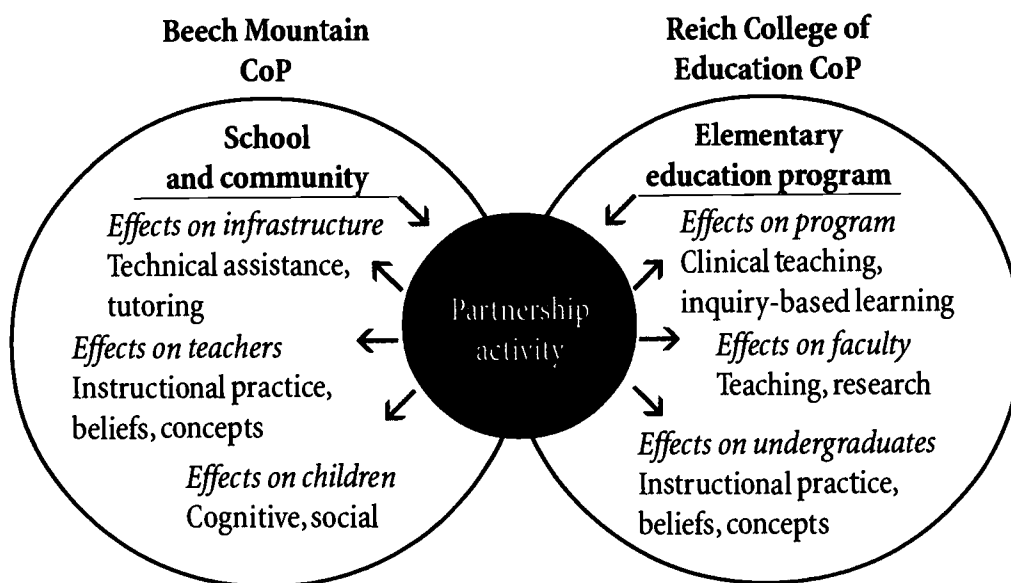 Beech Mountain
CoP
School
and community
Effects on infrastructure
Technical assistance,
tutoring
Effects on teachers
Instructional practice,
beliefs, concepts
Effects on children
Cognitive, social
Partnership
activity
Reich College of
Education CoP
Elementary
education program
Effects on program
Clinical teaching,
inquiry-based learning
Effects on faculty
Teaching, research
Effects on undergraduates
Instructional practice,
beliefs, concepts